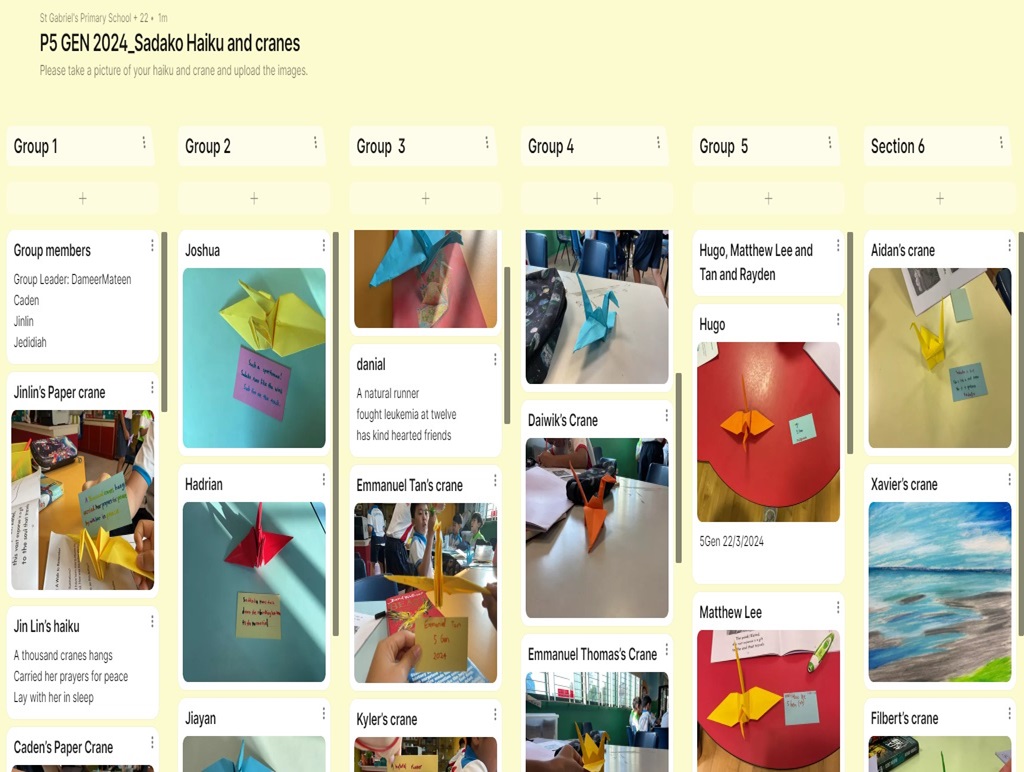 St Gabriel's Primary School + 22 • 1m
P5 GEN 2024_Sadako Haiku and cranes
Please take a picture of your haiku and crane and upload the images.
Group 1
Group members
Group Leader: DameerMateen
Caden
Jinlin
Jedidiah
Jinlin's Paper crane
Jin Lin's haiku
A thousand cranes hangs
Carried her prayers for peace
Lay with her in sleep
Caden's Paper Crane
Group 2
Joshua
Hadrian
Jiayan
Group 3
danial
A natural runner
fought leukemia at twelve
has kind hearted friends
Emmanuel Tan's crane
Emmanuel Tan
5 Gen
2024
Kyler's crane
Group 4
Daiwik's Crane
Emmanuel Thomas's Crane
Group 5
Hugo, Matthew Lee and
Tan and Rayden
Hugo
5Gen 22/3/2024
Matthew Lee
Section 6
Aidan's crane
Xavier's crane
Filbert's crane